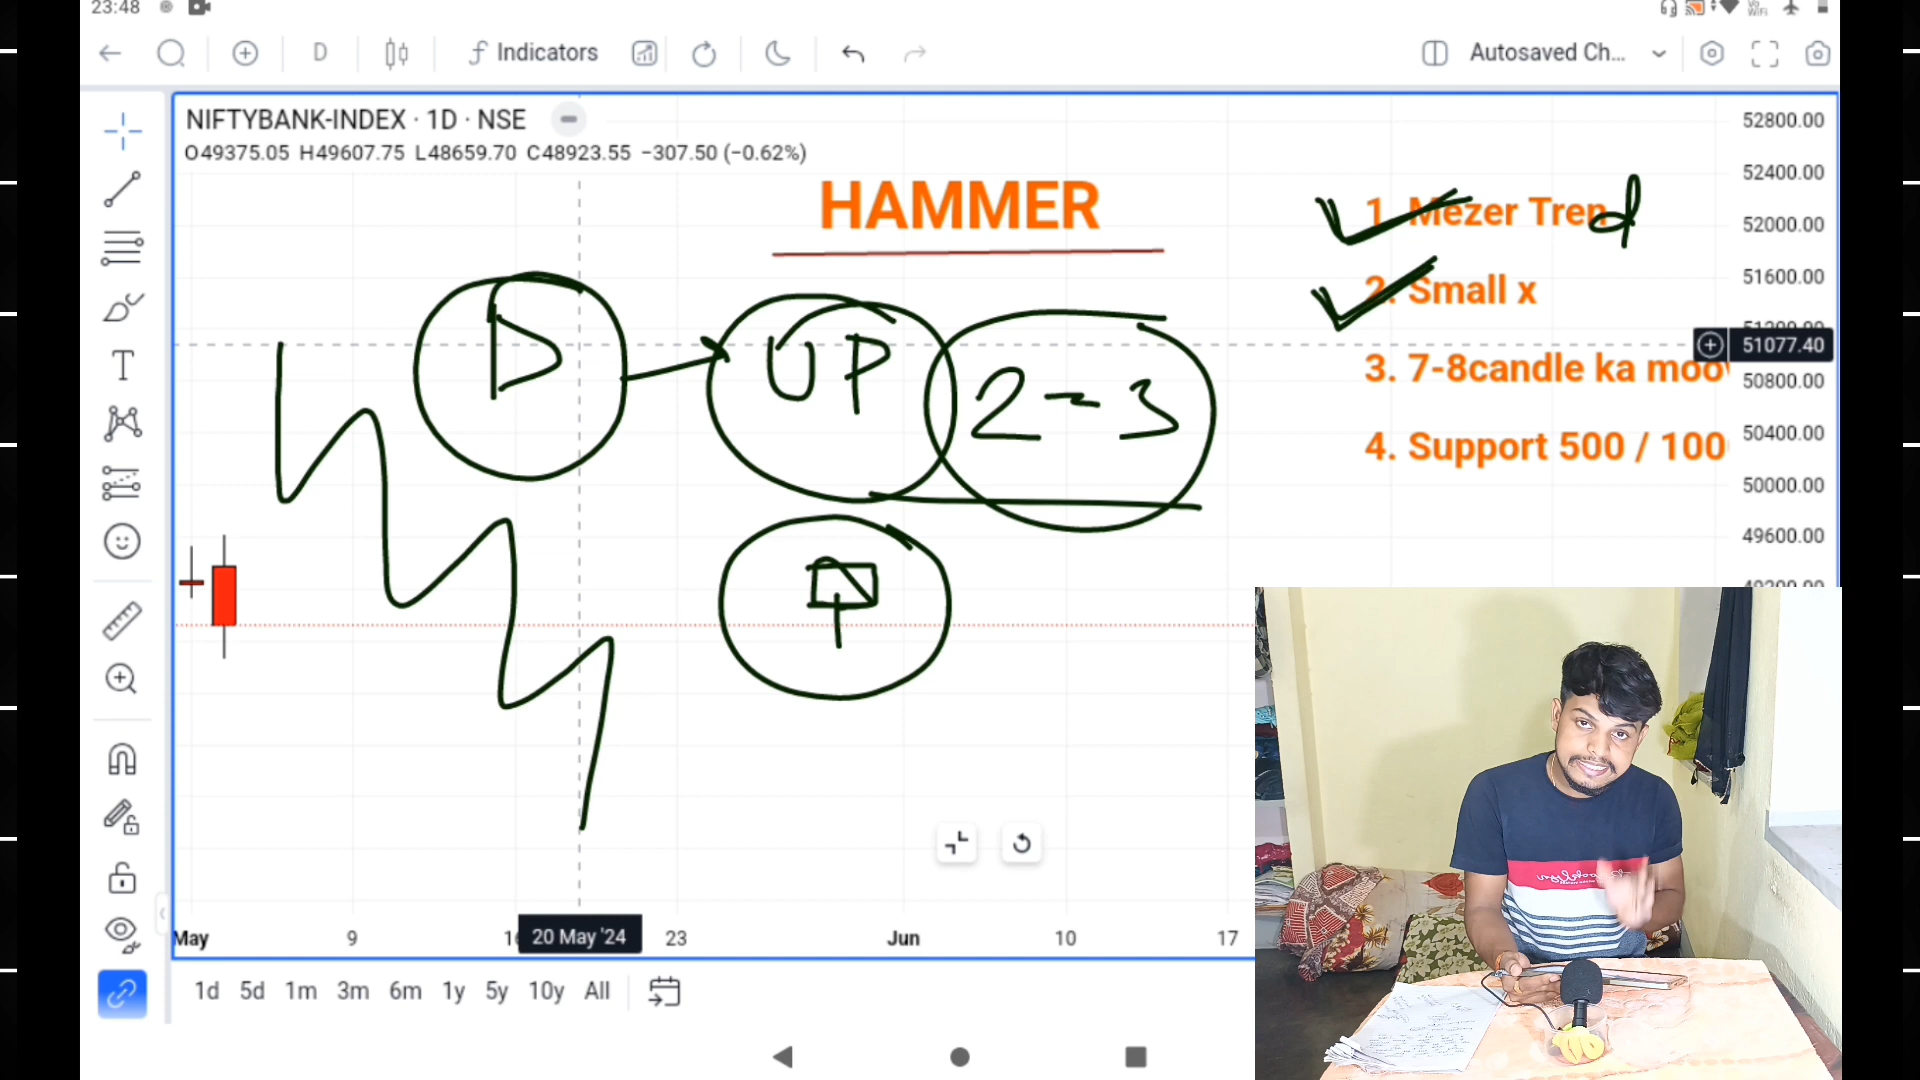 23:48
D
Indicators
Autosaved Ch...
NIFTYBANK-INDEX · 1D · NSE
O49375.05 H49607.75 L48659.70 C48923.55 −307.50 (−0.62%)
HAMMER
1. Mezer Trend
2. Small x
3. 7-8candle ka moo
4. Support 500 / 100
D
UP
2 - 3
52800.00
52400.00
52000.00
51600.00
51077.40
50800.00
50400.00
50000.00
49600.00
May
9
20 May '24
23
Jun
10
17
1d 5d 1m 3m 6m 1y 5y 10y All